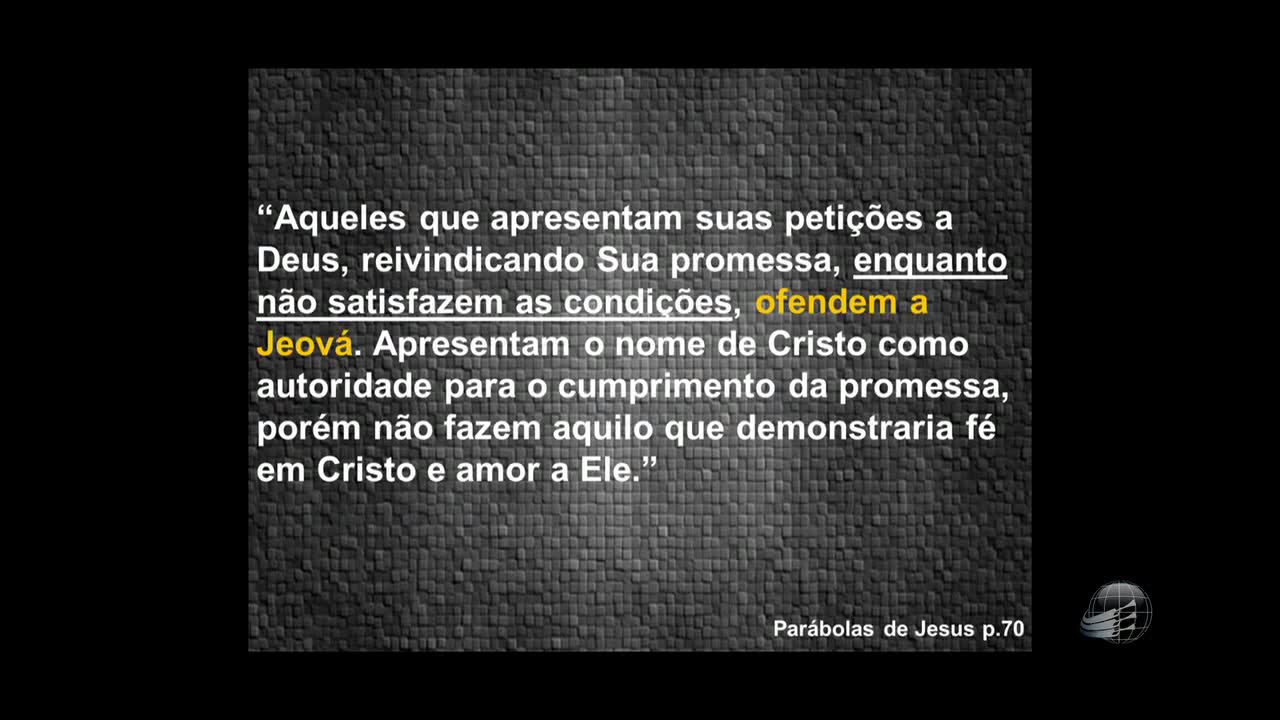 “Aqueles que apresentam suas petições a
Deus, reivindicando Sua promessa, enquanto
não satisfazem as condições, ofendem a
Jeová. Apresentam o nome de Cristo como
autoridade para o cumprimento da promessa,
porém não fazem aquilo que demonstraria fé
em Cristo e amor a Ele.”
Parábolas de Jesus p.70